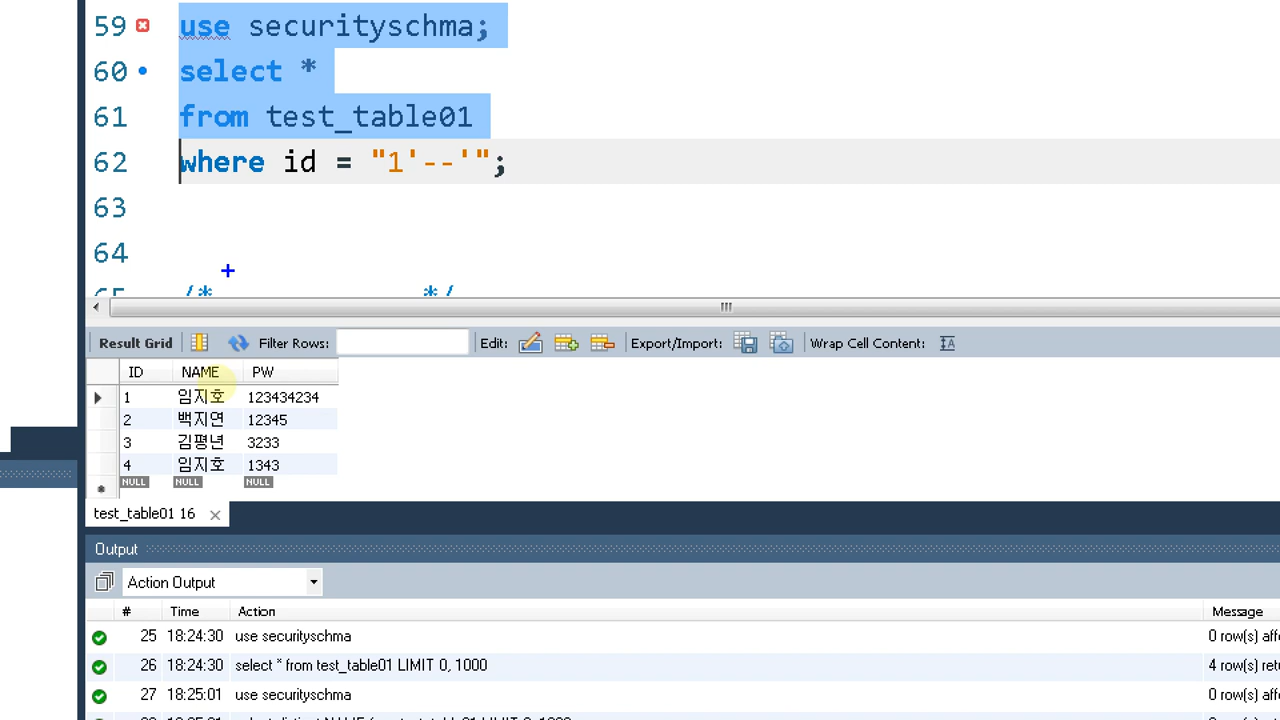 59 use securityschma;
60 select *
61 from test_table01
62 where id = "1'--'";
63
64
65 /* */
Result Grid Filter Rows: Edit: Export/Import: Wrap Cell Content:
ID NAME PW
1 임지호 123434234
2 백지연 12345
3 김평년 3233
4 임지호 1343
NULL NULL NULL
test_table01 16
Output
Action Output
# Time Action Message
25 18:24:30 use securityschma 0 row(s) affe
26 18:24:30 select * from test_table01 LIMIT 0, 1000 4 row(s) retu
27 18:25:01 use securityschma 0 row(s) affe